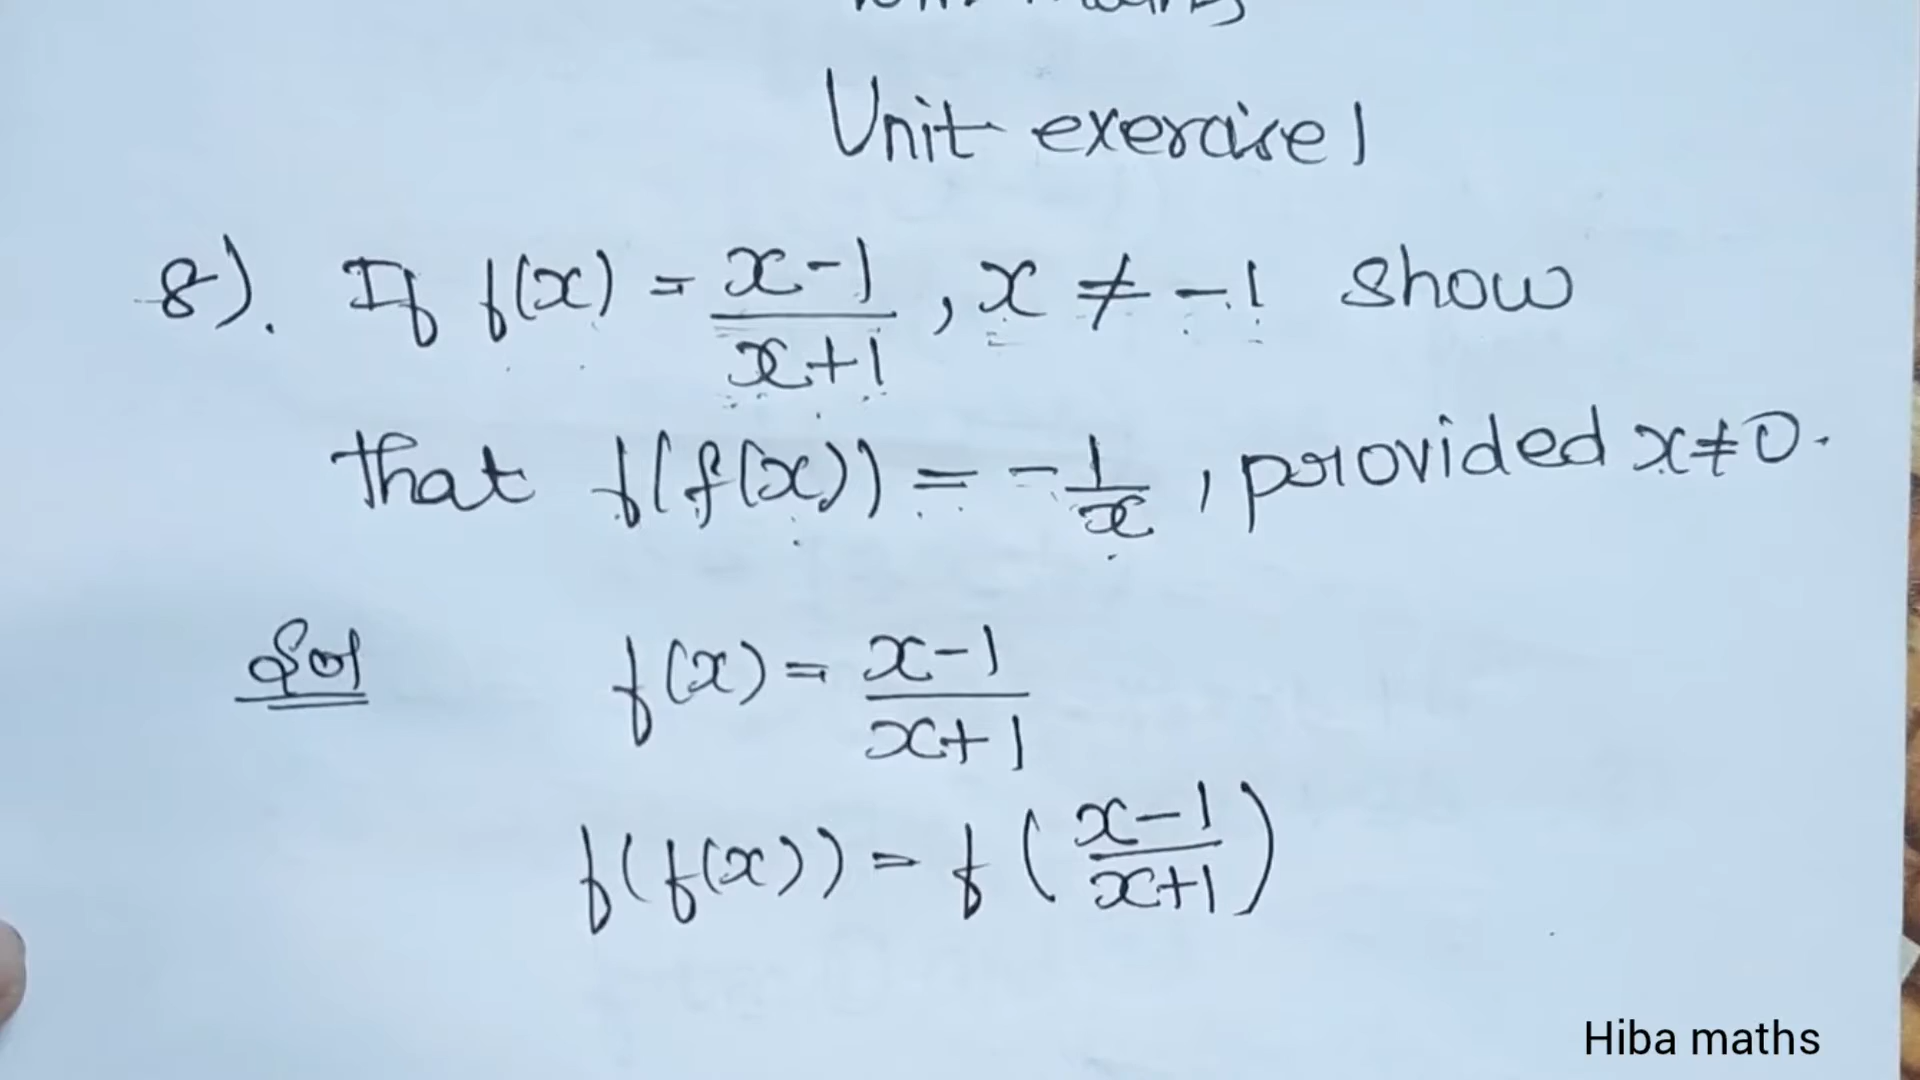 Unit exercise 1
8). If f(x) = x-1/x+1, x ≠ -1 show
that f(f(x)) = -1/x, provided x≠0.
Sol f(x) = x-1/x+1
f(f(x)) = f(x-1/x+1)
Hiba maths